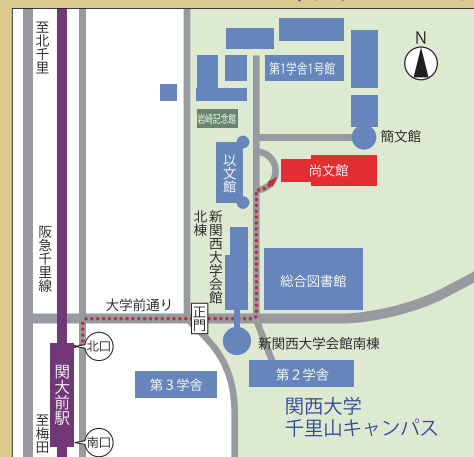 至北千里
N
第1学舎1号館
岩崎記念館
簡文館
以文館
尚文館
新関西大学会館
北棟
阪急千里線
総合図書館
大学前通り
正門
北口
新関西大学会館南棟
関大前駅
第3学舎
第2学舎
関西大学
千里山キャンパス
至梅田
南口